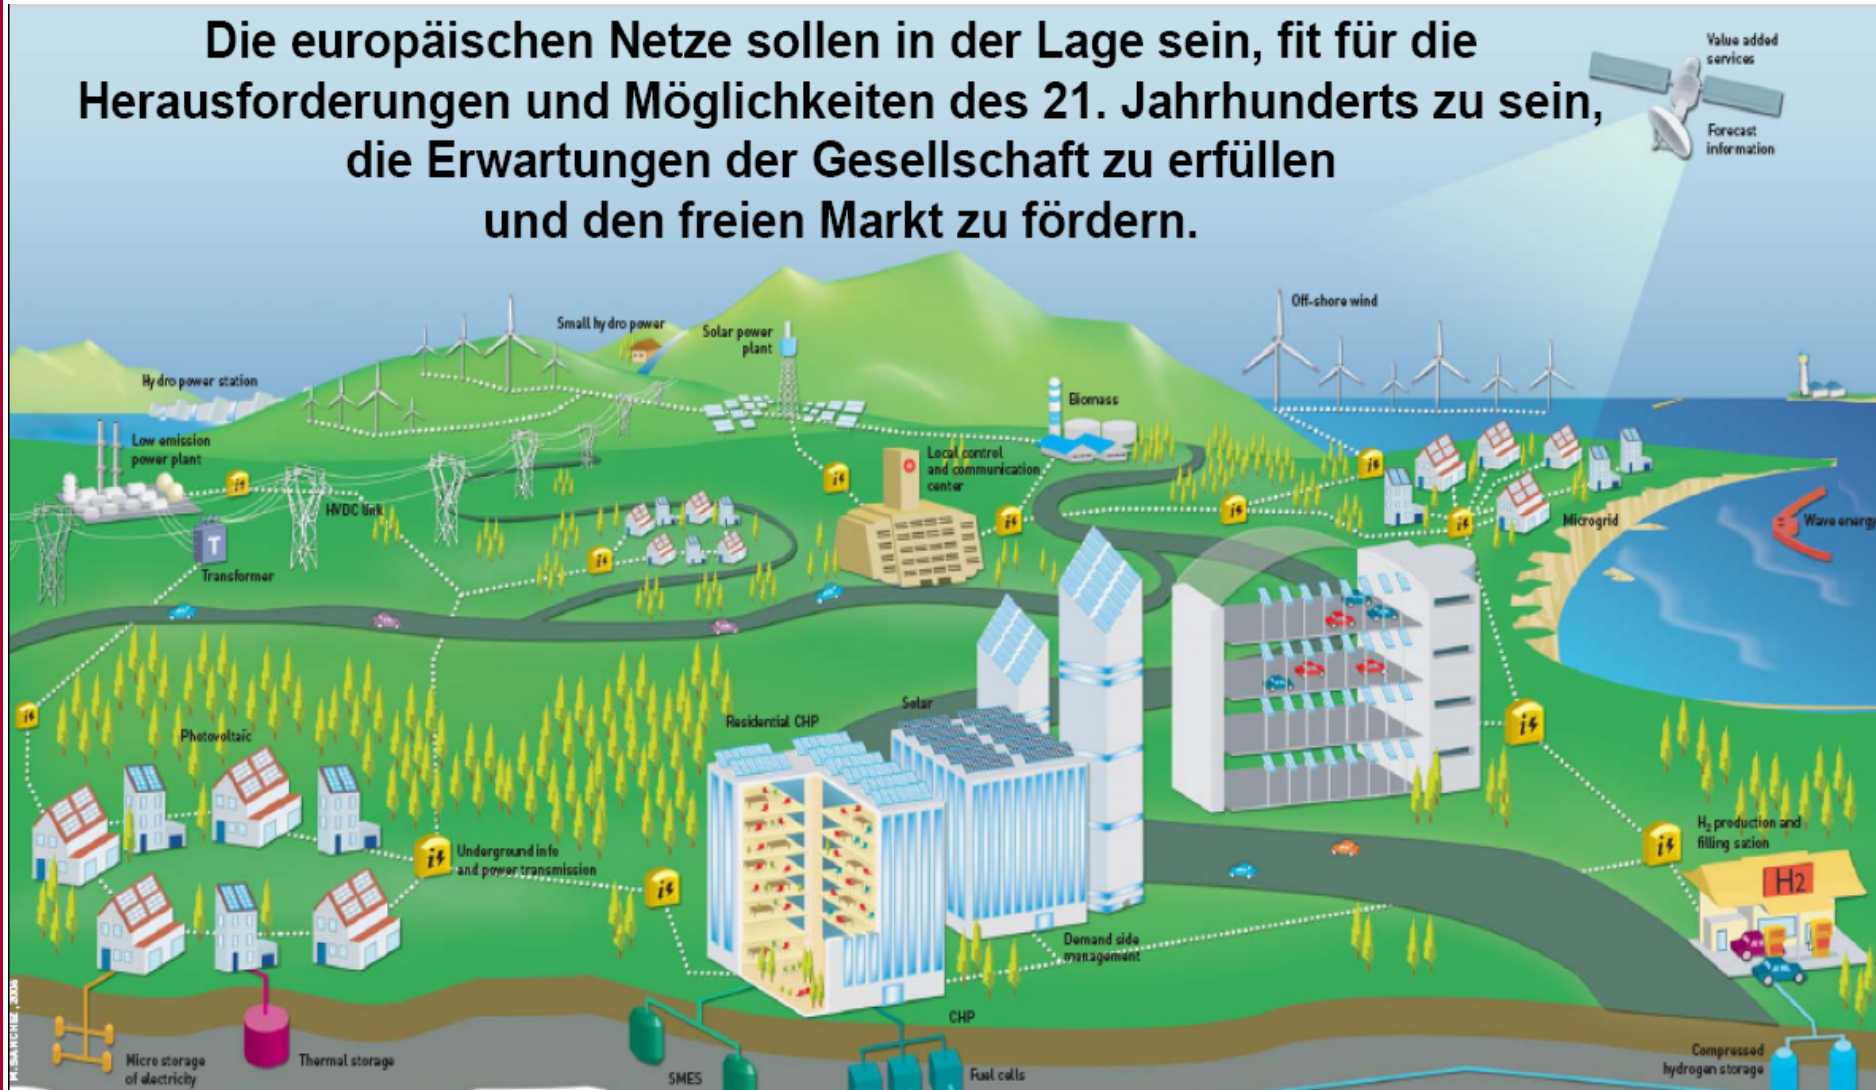 Die europäischen Netze sollen in der Lage sein, fit für die
Herausforderungen und Möglichkeiten des 21. Jahrhunderts zu sein,
die Erwartungen der Gesellschaft zu erfüllen
und den freien Markt zu fördern.
Value added
services
Forecast
information
Off-shore wind
Small hydro power
Solar power
plant
Hydro power station
Biomass
Low emission
power plant
Local control
and communication
center
HVDC link
Microgrid
Wave energy
T
Transformer
Residential CHP
Solar
Photovoltaic
H₂ production and
filling sation
Underground info
and power transmission
H2
Demand side
management
M. SANCHEZ, 2006
CHP
Micro storage
of electricity
Thermal storage
SMES
Fuel cells
Compressed
hydrogen storage